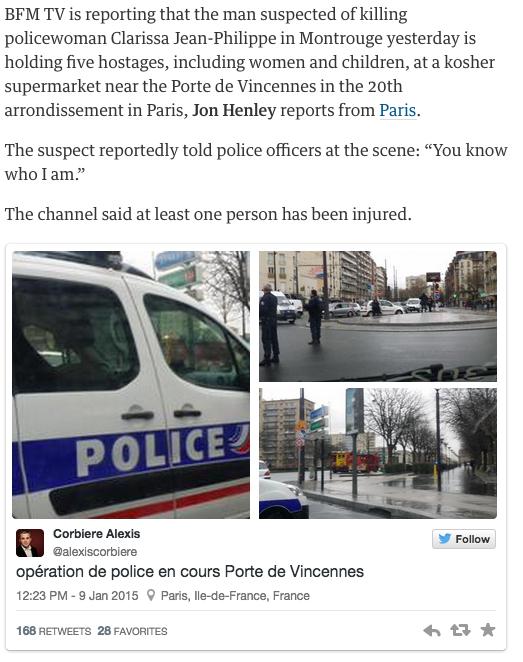 BFM TV is reporting that the man suspected of killing
policewoman Clarissa Jean-Philippe in Montrouge yesterday is
holding five hostages, including women and children, at a kosher
supermarket near the Porte de Vincennes in the 20th
arrondissement in Paris, Jon Henley reports from Paris.
The suspect reportedly told police officers at the scene: “You know
who I am.”
The channel said at least one person has been injured.
POLICE
Corbiere Alexis
@alexiscorbiere
Follow
opération de police en cours Porte de Vincennes
12:23 PM - 9 Jan 2015 Paris, Ile-de-France, France
168 RETWEETS 28 FAVORITES